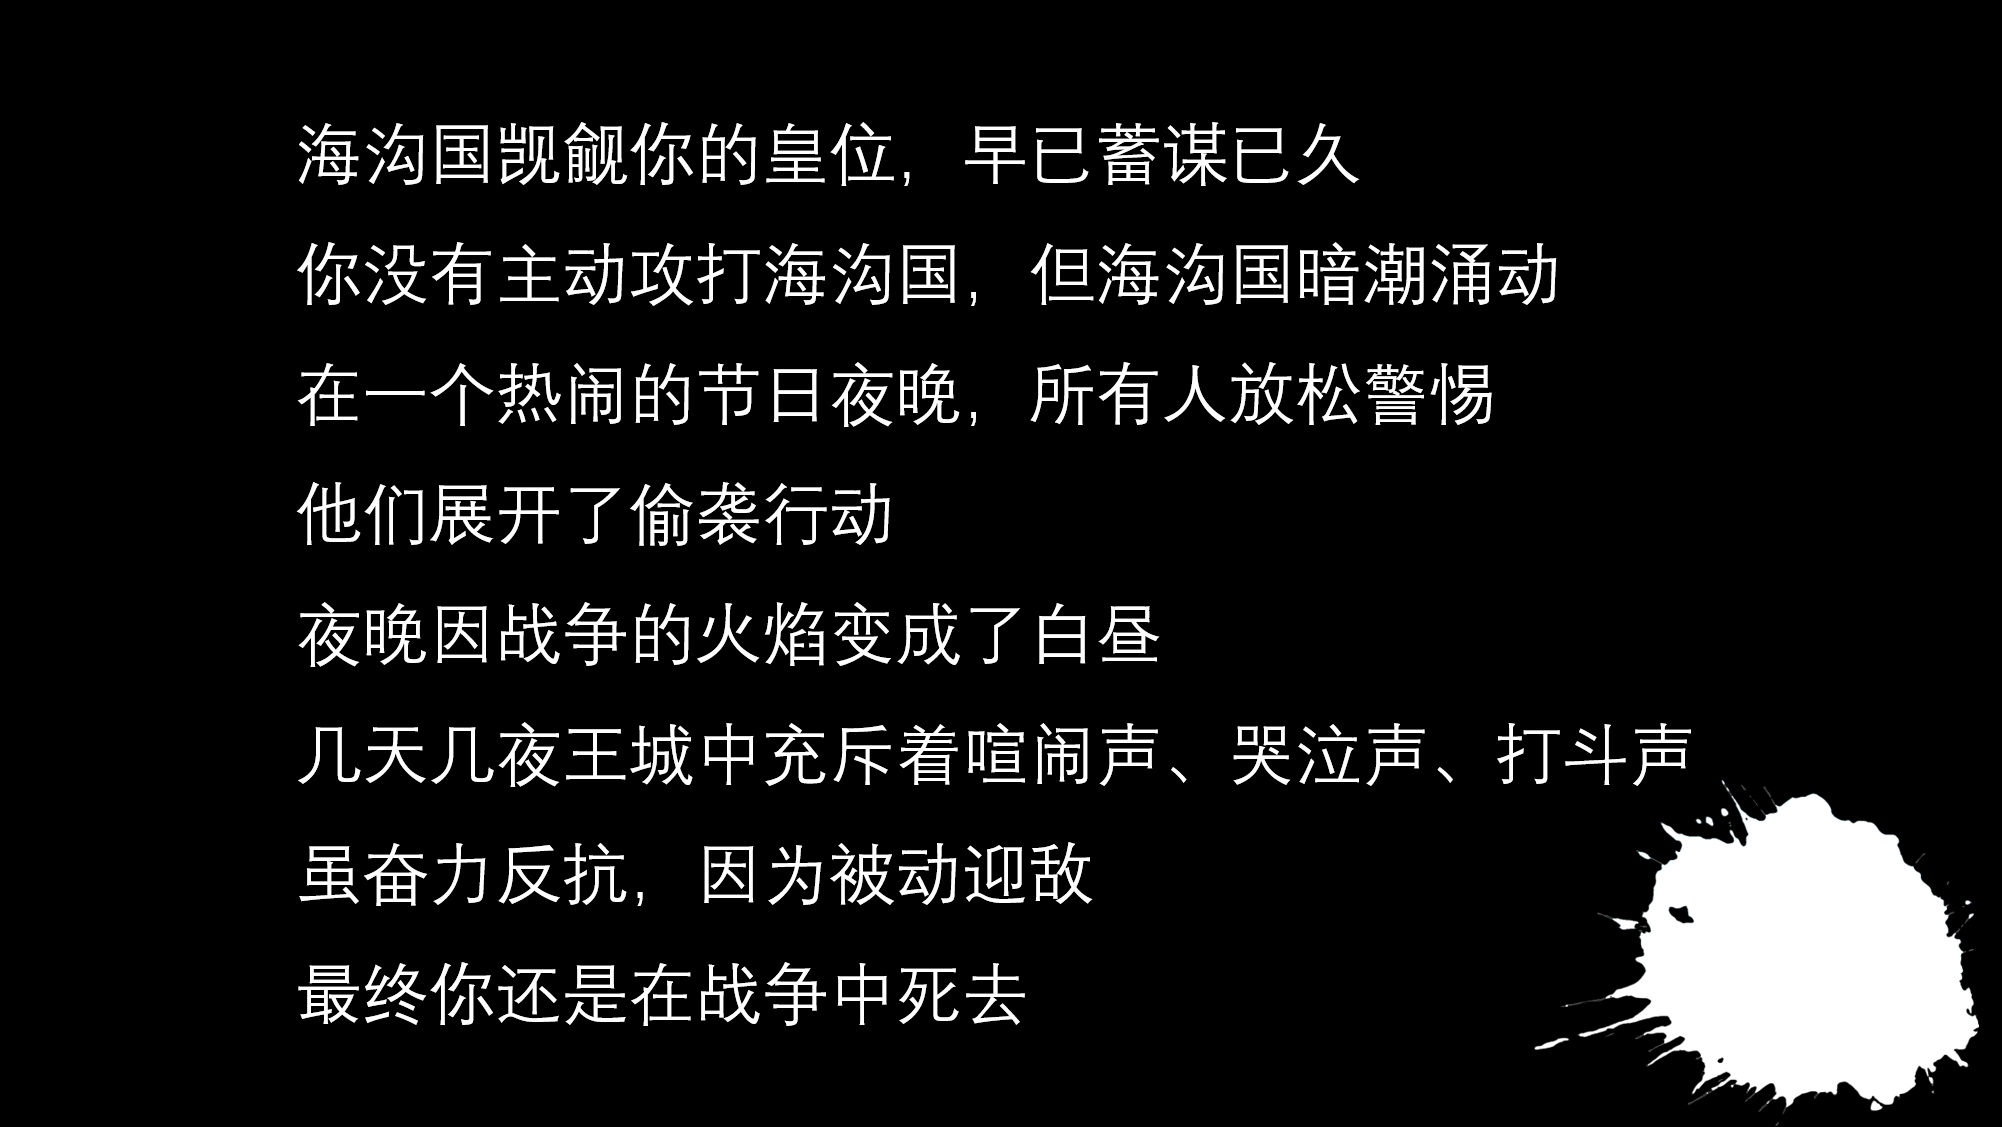 海沟国觊觎你的皇位，早已蓄谋已久
你没有主动攻打海沟国，但海沟国暗潮涌动
在一个热闹的节日夜晚，所有人放松警惕
他们展开了偷袭行动
夜晚因战争的火焰变成了白昼
几天几夜王城中充斥着喧闹声、哭泣声、打斗声
虽奋力反抗，因为被动迎敌
最终你还是在战争中死去